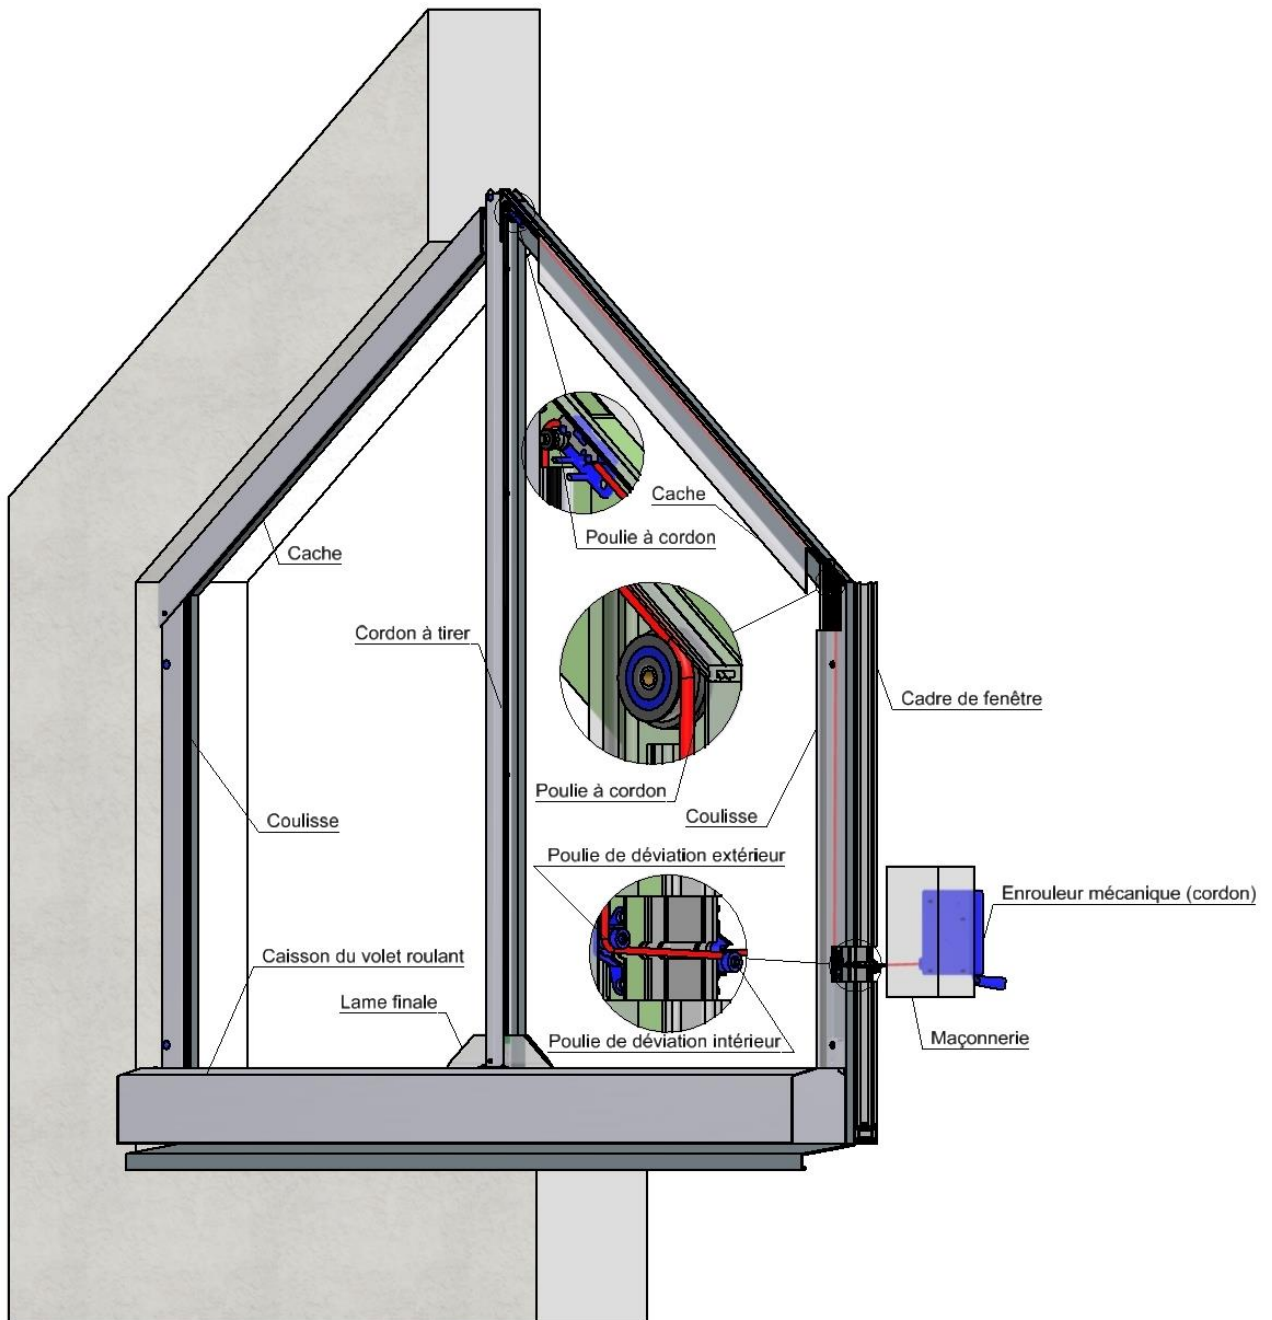 Cache
Poulie à cordon
Cache
Cordon à tirer
Cadre de fenêtre
Poulie à cordon
Coulisse
Coulisse
Poulie de déviation extérieur
Enrouleur mécanique (cordon)
Caisson du volet roulant
Lame finale
Poulie de déviation intérieur
Maçonnerie